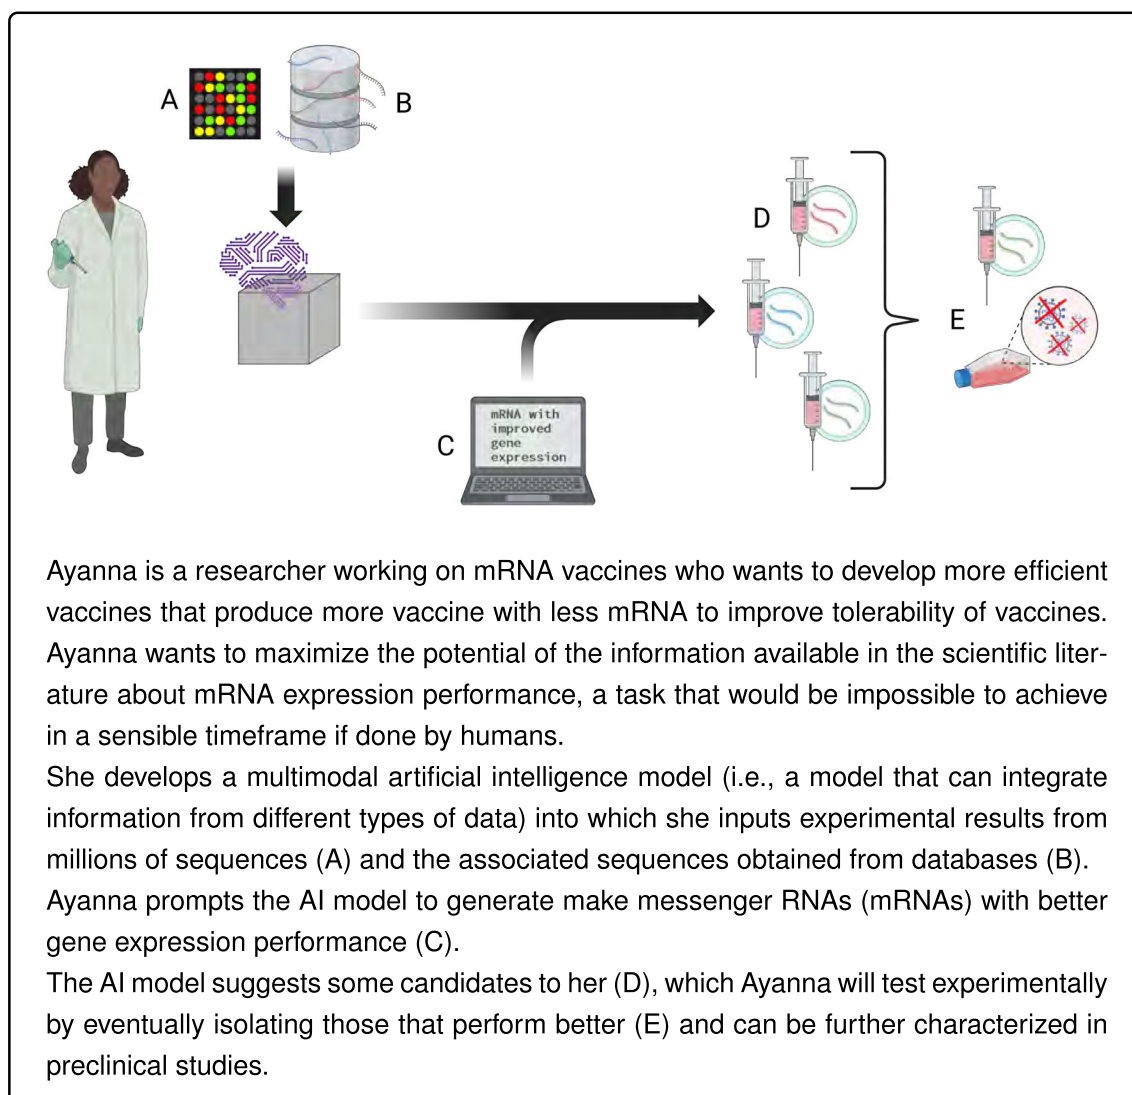 A
B
D
E
C
mRNA with
improved
gene
expression
Ayanna is a researcher working on mRNA vaccines who wants to develop more efficient
vaccines that produce more vaccine with less mRNA to improve tolerability of vaccines.
Ayanna wants to maximize the potential of the information available in the scientific liter-
ature about mRNA expression performance, a task that would be impossible to achieve
in a sensible timeframe if done by humans.
She develops a multimodal artificial intelligence model (i.e., a model that can integrate
information from different types of data) into which she inputs experimental results from
millions of sequences (A) and the associated sequences obtained from databases (B).
Ayanna prompts the AI model to generate make messenger RNAs (mRNAs) with better
gene expression performance (C).
The AI model suggests some candidates to her (D), which Ayanna will test experimentally
by eventually isolating those that perform better (E) and can be further characterized in
preclinical studies.